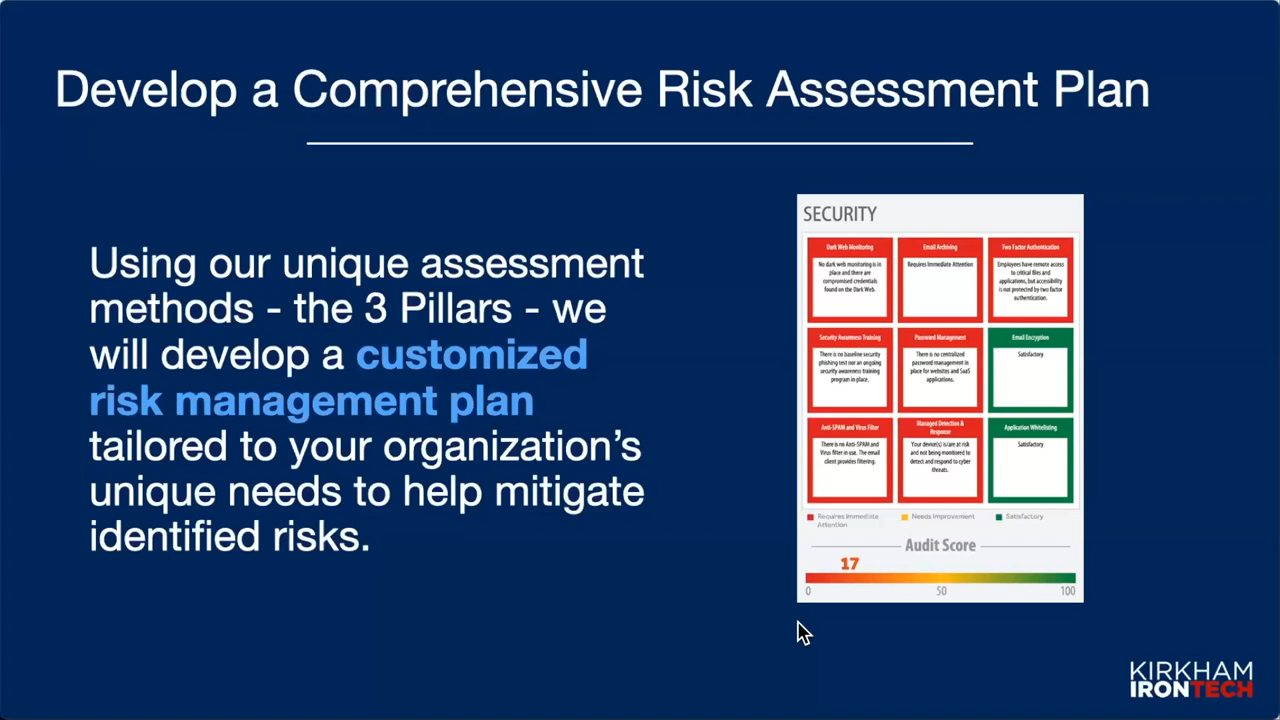 Develop a Comprehensive Risk Assessment Plan
Using our unique assessment
methods - the 3 Pillars - we
will develop a customized
risk management plan
tailored to your organization’s
unique needs to help mitigate
identified risks.
SECURITY
Dark Web Monitoring
No dark web monitoring is in
place and there are
compromised credentials
found on the Dark Web.
Email Archiving
Requires Immediate Attention
Two Factor Authentication
Employees have remote access
to critical files and
applications, but accessibility
is not protected by two factor
authentication.
Security Awareness Training
There is no baseline security
phishing test nor an ongoing
security awareness training
program in place.
Password Management
There is no centralized
password management in
place for websites and SaaS
applications.
Email Encryption
Satisfactory
Anti-SPAM and Virus Filter
There is no Anti-SPAM and
Virus filter in use. The email
client provides filtering.
Managed Detection &
Response
Your device(s) is/are at risk
and not being monitored to
detect and respond to cyber
threats.
Application Whitelisting
Satisfactory
Requires Immediate
Attention
Needs Improvement
Satisfactory
Audit Score
17
0 50 100
KIRKHAM
IRONTECH